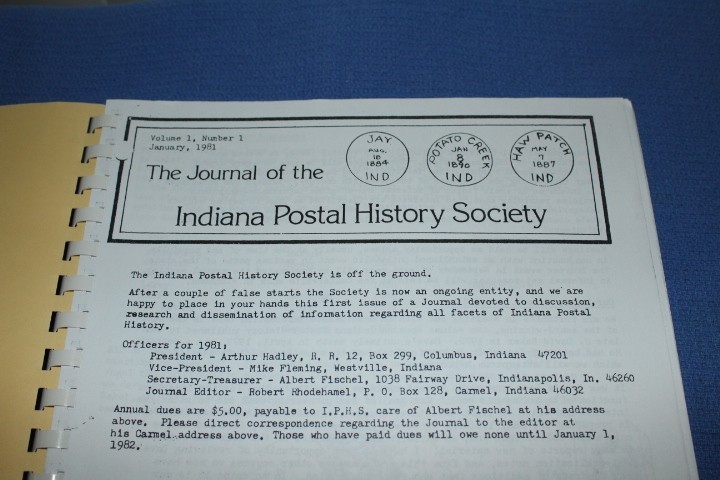 Volume 1, Number 1
January, 1981
JAY
AUG.
18
1884
IND
POTATO CREEK
JAN
8
1890
IND
HAW PATCH
MAY
7
1887
IND
The Journal of the
Indiana Postal History Society
The Indiana Postal History Society is off the ground.
After a couple of false starts the Society is now an ongoing entity, and we are
happy to place in your hands this first issue of a Journal devoted to discussion,
research and dissemination of information regarding all facets of Indiana Postal
History.
Officers for 1981:
President - Arthur Hadley, R. R. 12, Box 299, Columbus, Indiana 47201
Vice-President - Mike Fleming, Westville, Indiana
Secretary-Treasurer - Albert Fischel, 1038 Fairway Drive, Indianapolis, In. 46260
Journal Editor - Robert Rhodehamel, P. O. Box 128, Carmel, Indiana 46032
Annual dues are $5.00, payable to I.P.H.S. care of Albert Fischel at his address
above. Please direct correspondence regarding the Journal to the editor at
his Carmel address above. Those who have paid dues will owe none until January 1,
1982.